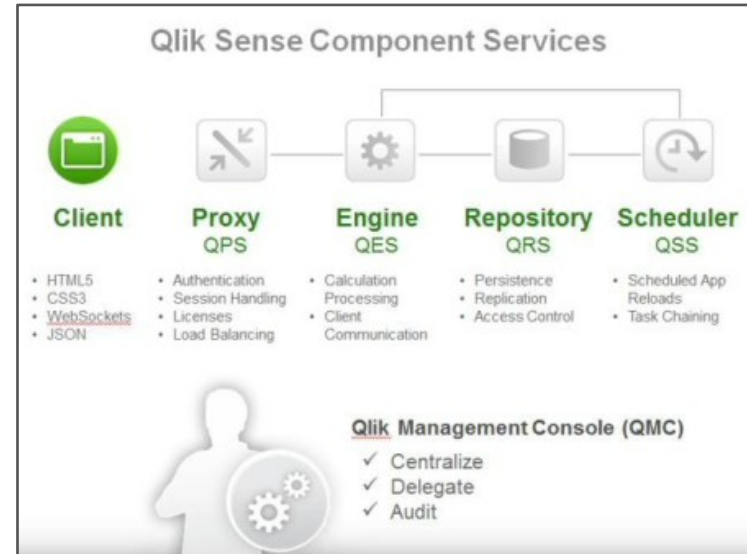 Qlik Sense Component Services
Client
HTML5
CSS3
WebSockets
JSON
Proxy
QPS
Authentication
Session Handling
Licenses
Load Balancing
Engine
QES
Calculation
Processing
Client
Communication
Repository
QRS
Persistence
Replication
Access Control
Scheduler
QSS
Scheduled App
Reloads
Task Chaining
Qlik Management Console (QMC)
✓ Centralize
✓ Delegate
✓ Audit